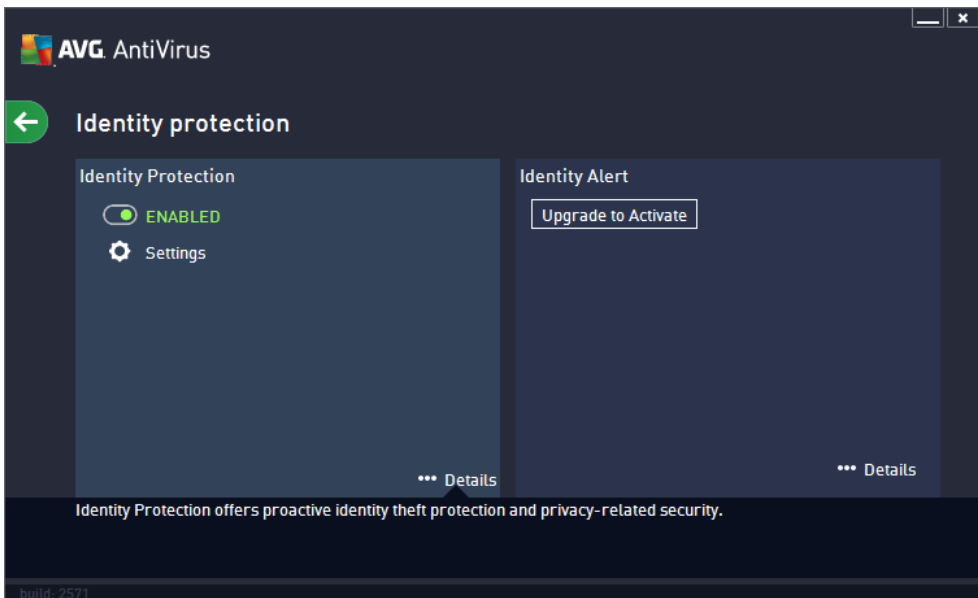 AVG. AntiVirus
Identity protection
Identity Protection
ENABLED
Settings
••• Details
Identity Alert
Upgrade to Activate
••• Details
Identity Protection offers proactive identity theft protection and privacy-related security.
build: 2571